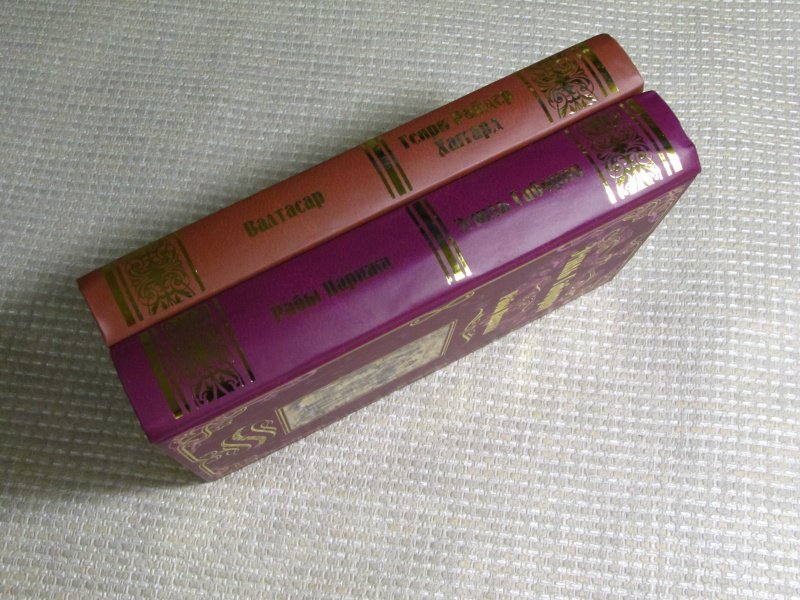 Валтасар
Генри Райдер
Хаггард
Рабы Парижа
Эмиль Габорио